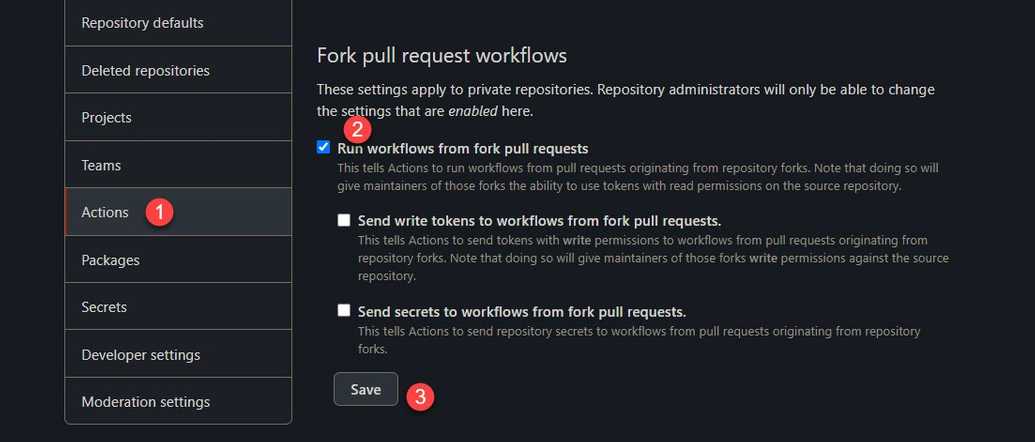 Repository defaults
Deleted repositories
Projects
Teams
Actions
1
Packages
Secrets
Developer settings
Moderation settings
Fork pull request workflows
These settings apply to private repositories. Repository administrators will only be able to change
the settings that are enabled here.
2
Run workflows from fork pull requests
This tells Actions to run workflows from pull requests originating from repository forks. Note that doing so will
give maintainers of those forks the ability to use tokens with read permissions on the source repository.
Send write tokens to workflows from fork pull requests.
This tells Actions to send tokens with write permissions to workflows from pull requests originating from
repository forks. Note that doing so will give maintainers of those forks write permissions against the source
repository.
Send secrets to workflows from fork pull requests.
This tells Actions to send repository secrets to workflows from pull requests originating from repository
forks.
Save
3